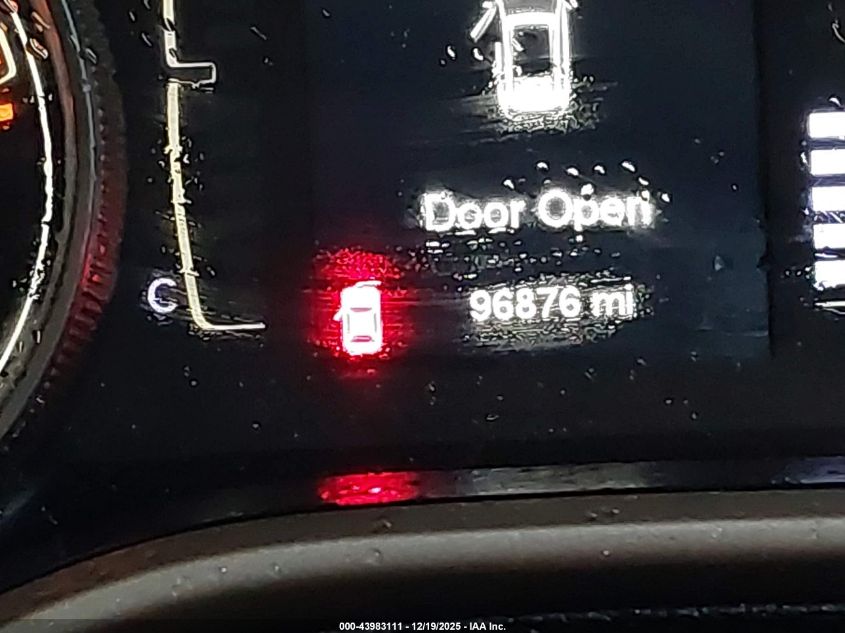 Door Open
C
96876 mi
000-43983111 - 12/19/2025 - IAA Inc.